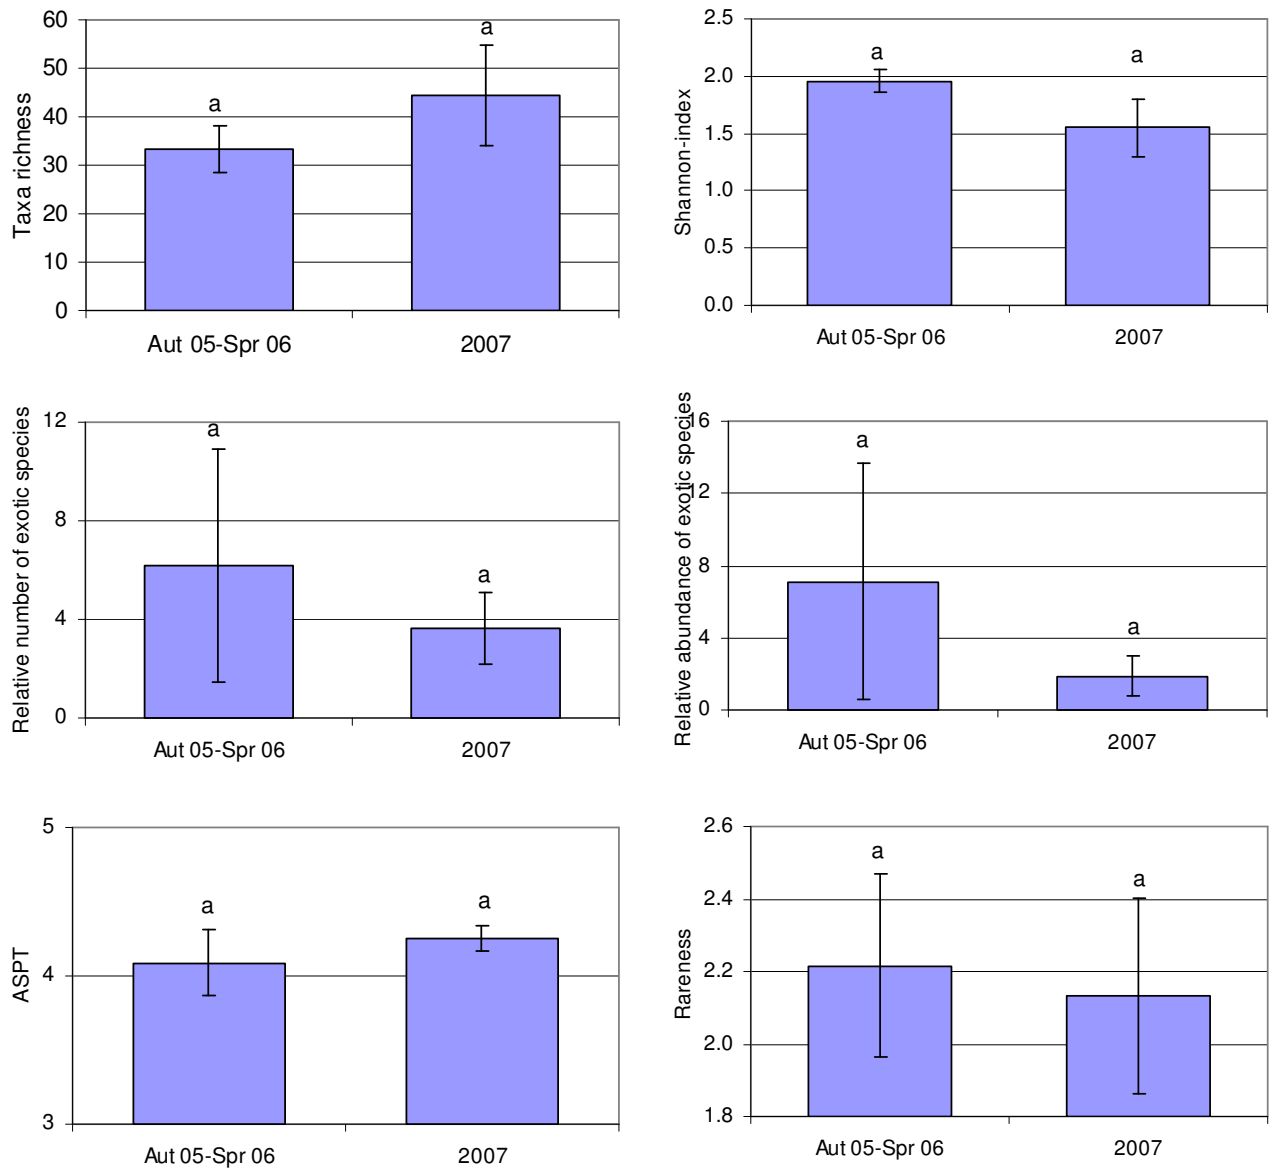 Taxa richness
60
50
40
30
20
10
0
a
a
Aut 05-Spr 06
2007
Shannon-index
2.5
2.0
1.5
1.0
0.5
0.0
a
a
Aut 05-Spr 06
2007
Relative number of exotic species
12
8
4
0
a
a
Aut 05-Spr 06
2007
Relative abundance of exotic species
16
12
8
4
0
a
a
Aut 05-Spr 06
2007
ASPT
5
4
3
a
a
Aut 05-Spr 06
2007
Rareness
2.6
2.4
2.2
2.0
1.8
a
a
Aut 05-Spr 06
2007